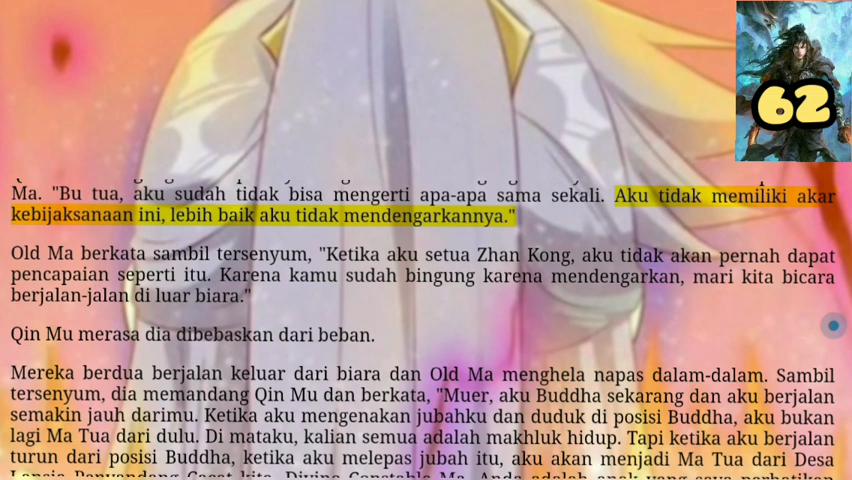 62
Ma. "Bu tua, aku sudah tidak bisa mengerti apa-apa sama sekali. Aku tidak memiliki akar
kebijaksanaan ini, lebih baik aku tidak mendengarkannya."
Old Ma berkata sambil tersenyum, "Ketika aku setua Zhan Kong, aku tidak akan pernah dapat
pencapaian seperti itu. Karena kamu sudah bingung karena mendengarkan, mari kita bicara
berjalan-jalan di luar biara."
Qin Mu merasa dia dibebaskan dari beban.
Mereka berdua berjalan keluar dari biara dan Old Ma menghela napas dalam-dalam. Sambil
tersenyum, dia memandang Qin Mu dan berkata, "Muer, aku Buddha sekarang dan aku berjalan
semakin jauh darimu. Ketika aku mengenakan jubahku dan duduk di posisi Buddha, aku bukan
lagi Ma Tua dari dulu. Di mataku, kalian semua adalah makhluk hidup. Tapi ketika aku berjalan
turun dari posisi Buddha, ketika aku melepas jubah itu, aku akan menjadi Ma Tua dari Desa